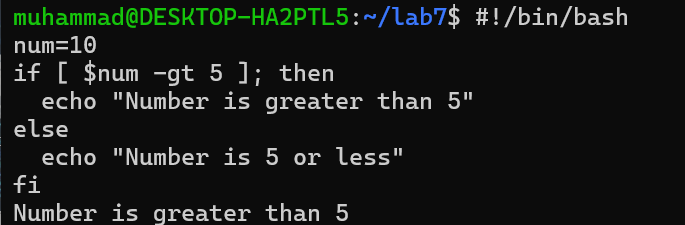 muhammad@DESKTOP-HA2PTL5:~/lab7$ #!/bin/bash
num=10
if [ $num -gt 5 ]; then
  echo "Number is greater than 5"
else
  echo "Number is 5 or less"
fi
Number is greater than 5